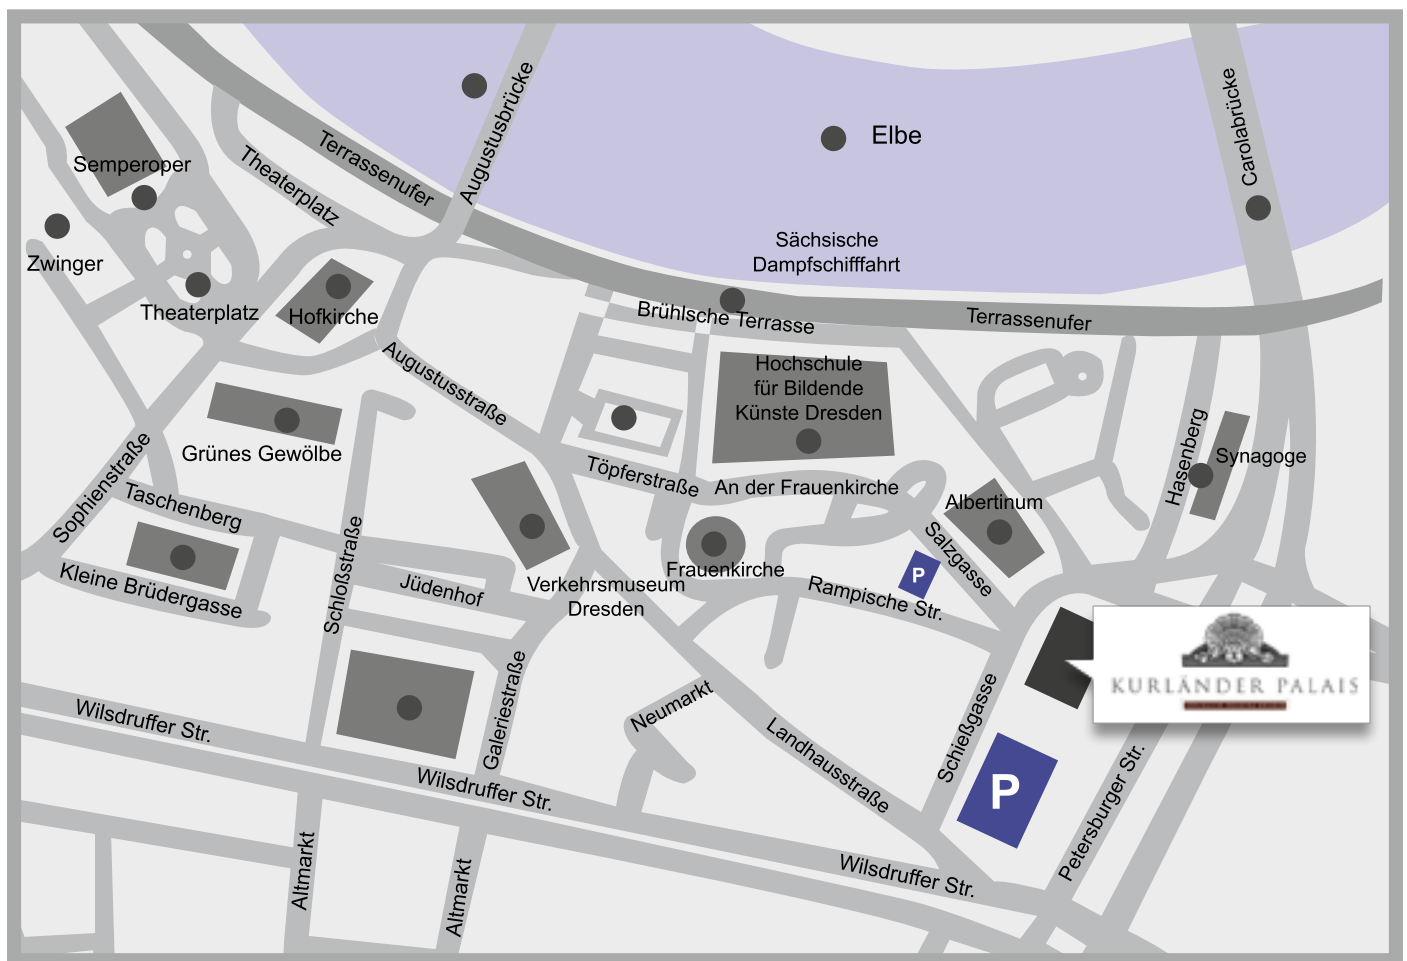 Elbe
Augustusbrücke
Carolabrücke
Terrassenufer
Theaterplatz
Semperoper
Zwinger
Theaterplatz
Hofkirche
Sächsische
Dampfschifffahrt
Brühlsche Terrasse
Terrassenufer
Augustusstraße
Hochschule
für Bildende
Künste Dresden
Grünes Gewölbe
Sophienstraße
Taschenberg
Töpferstraße
An der Frauenkirche
Albertinum
Hasenberg
Synagoge
Salzgasse
Schloßstraße
Kleine Brüdergasse
Jüdenhof
Verkehrsmuseum
Dresden
Frauenkirche
P
Rampische Str.
KURLÄNDER PALAIS
Galeriestraße
Neumarkt
Schießgasse
Wilsdruffer Str.
Wilsdruffer Str.
Landhausstraße
P
Petersburger Str.
Wilsdruffer Str.
Altmarkt
Altmarkt